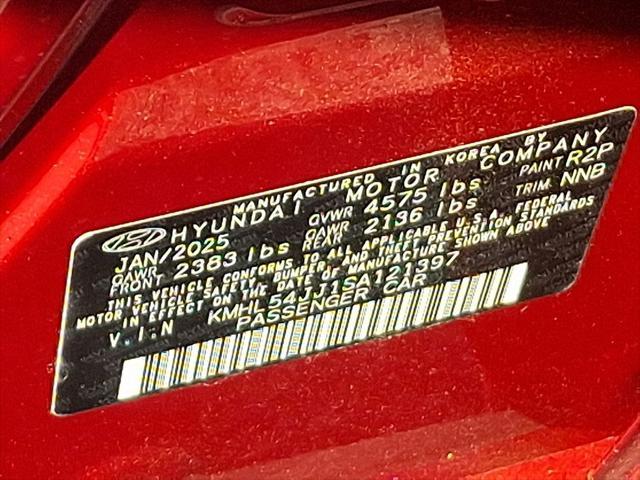 MANUFACTURED IN KOREA BY
HYUNDAI MOTOR COMPANY
JAN/2025 GVWR 4575 lbs PAINT R2P
GAWR FRONT 2383 lbs GAWR REAR 2136 lbs TRIM NNB
THIS VEHICLE CONFORMS TO ALL APPLICABLE U.S.A. FEDERAL
MOTOR VEHICLE SAFETY, BUMPER AND THEFT PREVENTION STANDARDS
IN EFFECT ON THE DATE OF MANUFACTURE SHOWN ABOVE
V.I.N KMHL54JJ1SA121397
PASSENGER CAR